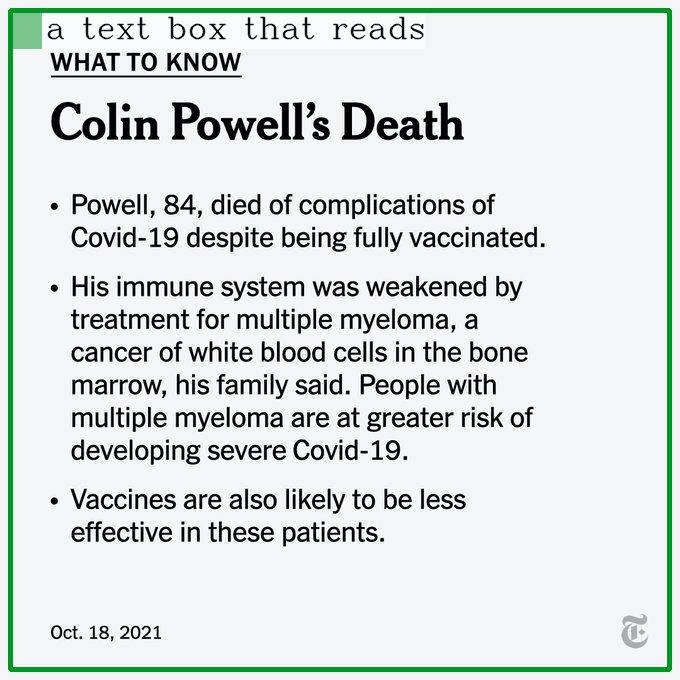 a text box that reads
WHAT TO KNOW
Colin Powell’s Death
• Powell, 84, died of complications of
Covid-19 despite being fully vaccinated.
• His immune system was weakened by
treatment for multiple myeloma, a
cancer of white blood cells in the bone
marrow, his family said. People with
multiple myeloma are at greater risk of
developing severe Covid-19.
• Vaccines are also likely to be less
effective in these patients.
Oct. 18, 2021
T